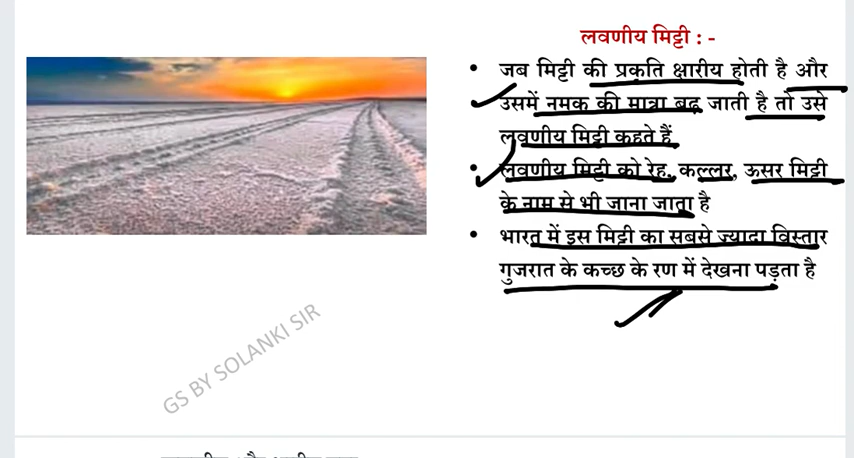 लवणीय मिट्टी : -
• जब मिट्टी की प्रकृति क्षारीय होती है और
उसमें नमक की मात्रा बढ़ जाती है तो उसे
लवणीय मिट्टी कहते हैं
• लवणीय मिट्टी को रेह, कल्लर, ऊसर मिट्टी
के नाम से भी जाना जाता है
• भारत में इस मिट्टी का सबसे ज्यादा विस्तार
गुजरात के कच्छ के रण में देखना पड़ता है
GS BY SOLANKI SIR